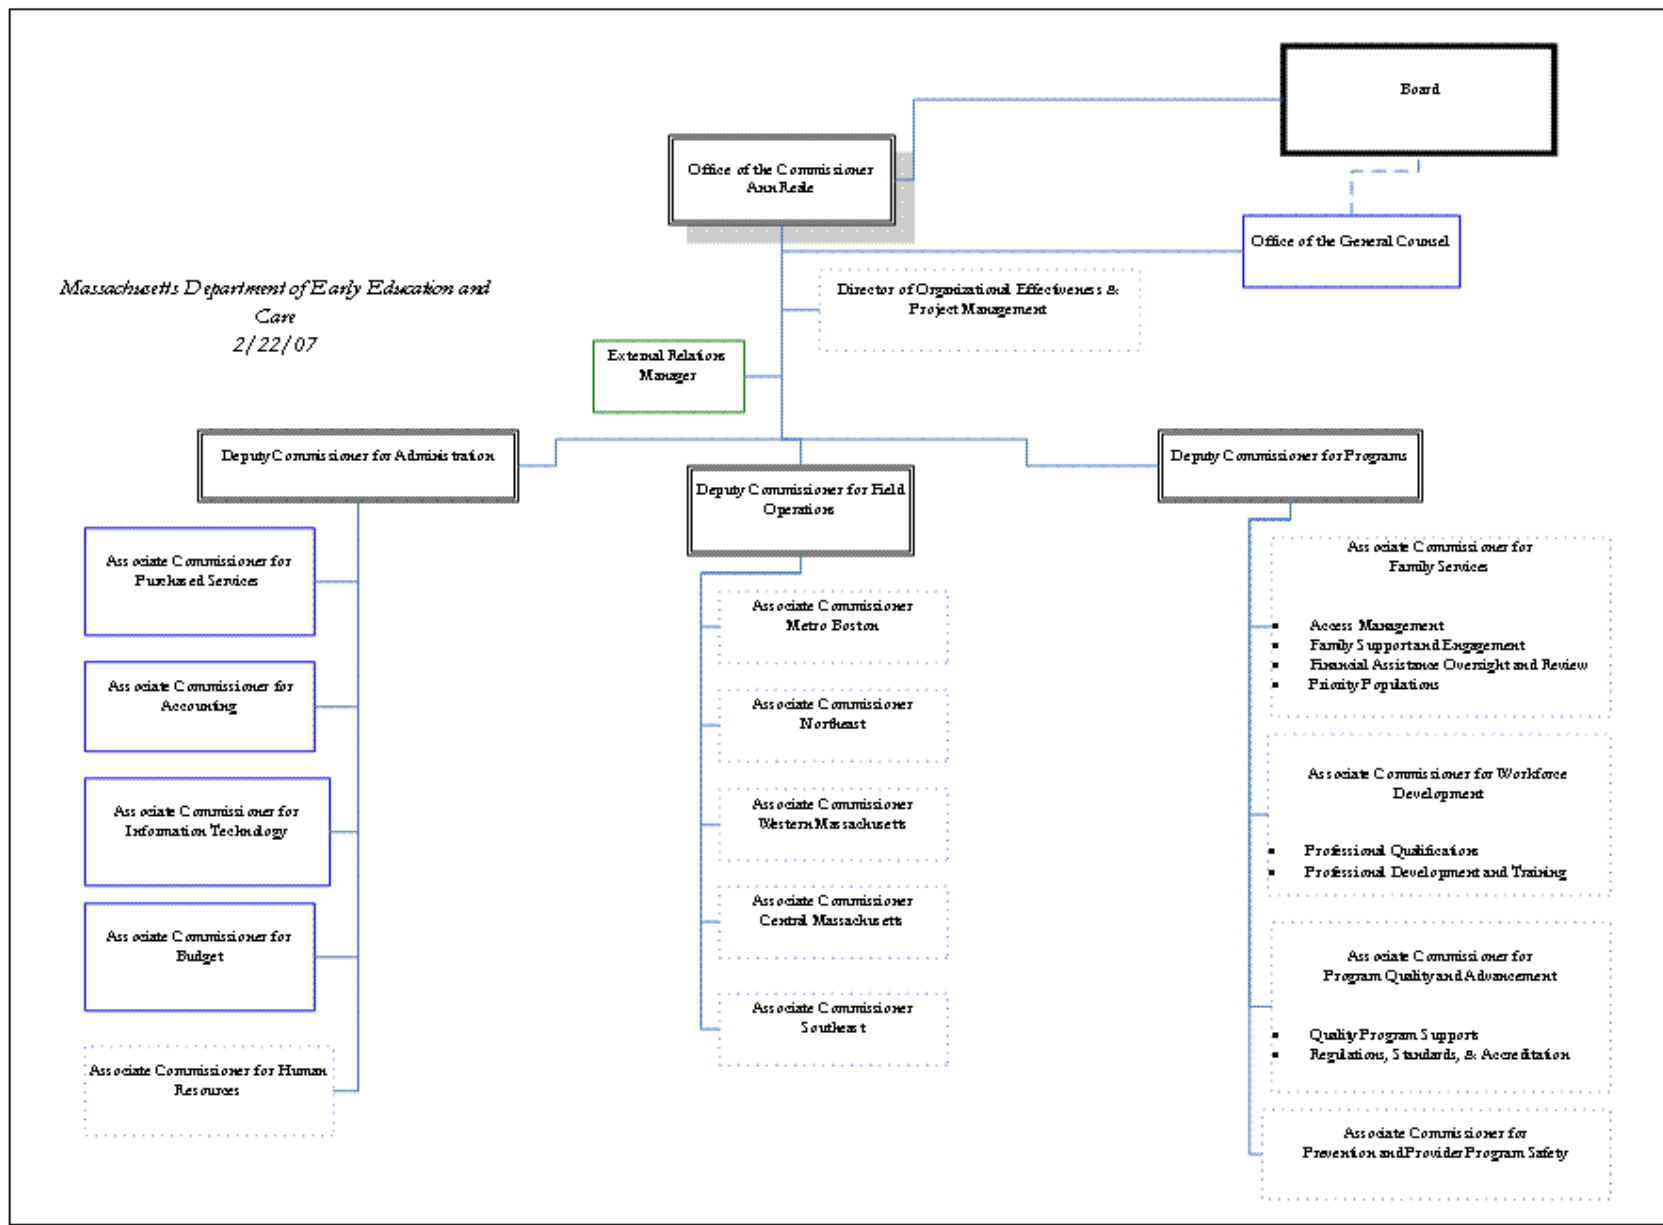 Board
Office of the Commissioner
Ann Reale
Office of the General Counsel
Massachusetts Department of Early Education and
Care
2/22/07
Director of Organizational Effectiveness &
Project Management
External Relations
Manager
Deputy Commissioner for Administration
Deputy Commissioner for Field
Operations
Deputy Commissioner for Programs
Associate Commissioner for
Purchased Services
Associate Commissioner for
Accounting
Associate Commissioner for
Information Technology
Associate Commissioner for
Budget
Associate Commissioner for Human
Resources
Associate Commissioner
Metro Boston
Associate Commissioner
Northeast
Associate Commissioner
Western Massachusetts
Associate Commissioner
Central Massachusetts
Associate Commissioner
Southeast
Associate Commissioner for
Family Services
▪ Access Management
▪ Family Support and Engagement
▪ Financial Assistance Oversight and Review
▪ Priority Populations
Associate Commissioner for Workforce
Development
▪ Professional Qualifications
▪ Professional Development and Training
Associate Commissioner for
Program Quality and Advancement
▪ Quality Program Support
▪ Regulations, Standards, & Accreditation
Associate Commissioner for
Prevention and Provider Program Safety